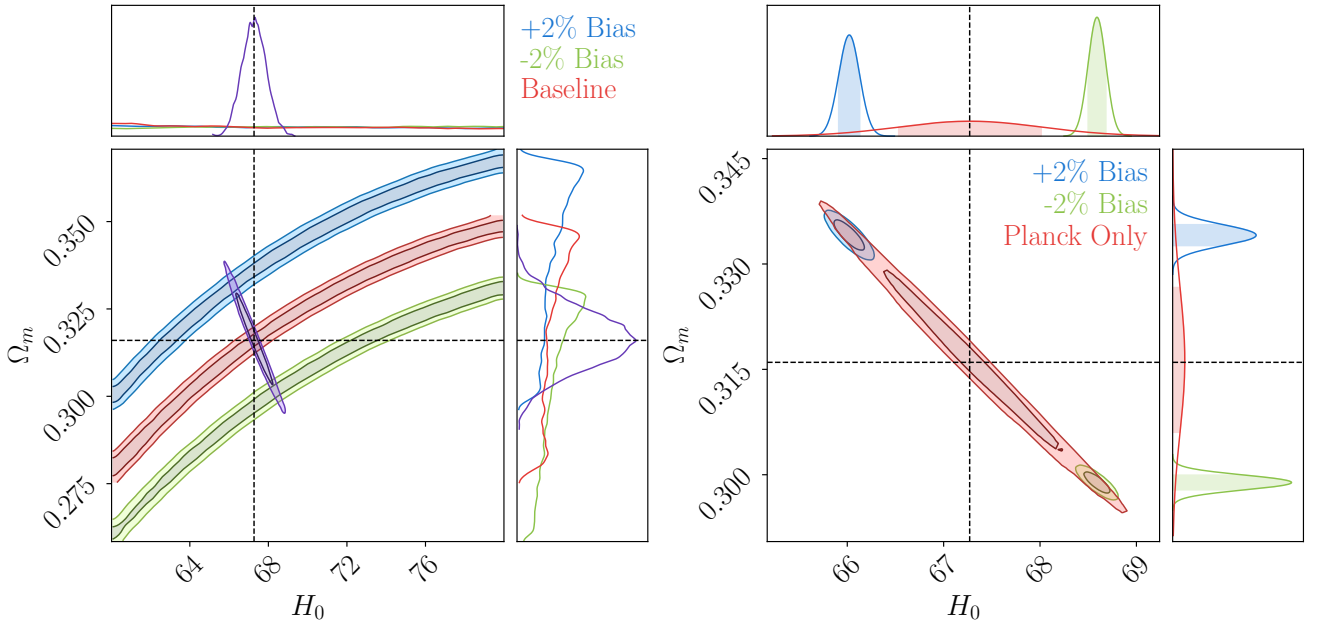 +2% Bias
-2% Bias
Baseline
Ω_m
0.350
0.325
0.300
0.275
64
68
72
76
H_0
+2% Bias
-2% Bias
Planck Only
Ω_m
0.345
0.330
0.315
0.300
66
67
68
69
H_0